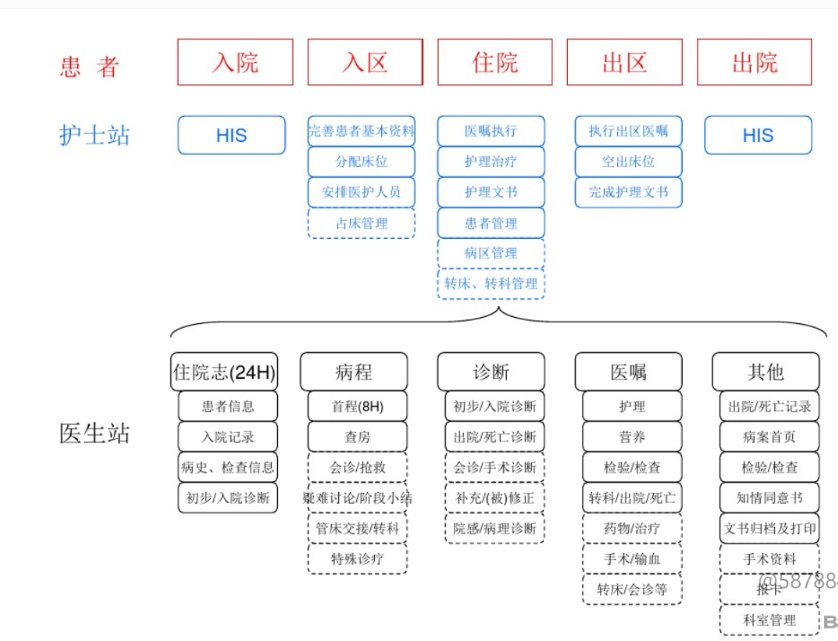 患者 入院 入区 住院 出区 出院
护士站 HIS 完善患者基本资料 医嘱执行 执行出区医嘱 HIS
分配床位 护理治疗 空出床位
安排医护人员 护理文书 完成护理文书
占床管理 患者管理
病区管理
转床、转科管理
住院志(24H) 病程 诊断 医嘱 其他
患者信息 首程(8H) 初步/入院诊断 护理 出院/死亡记录
医生站 入院记录 查房 出院/死亡诊断 营养 病案首页
病史、检查信息 会诊/抢救 会诊/手术诊断 检验/检查 检验/检查
初步/入院诊断 疑难讨论/阶段小结 补充/(被)修正 转科/出院/死亡 知情同意书
管床交接/转科 院感/病理诊断 药物/治疗 文书归档及打印
特殊诊疗 手术/输血 手术资料
转床/会诊等 报卡
科室管理